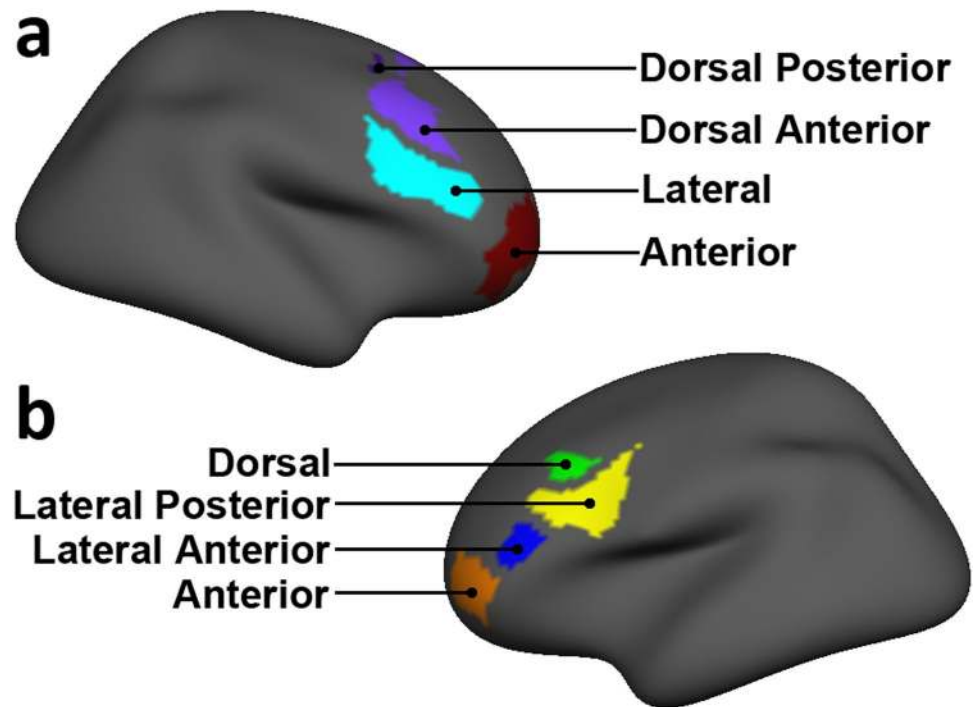 a
Dorsal Posterior
Dorsal Anterior
Lateral
Anterior
b
Dorsal
Lateral Posterior
Lateral Anterior
Anterior